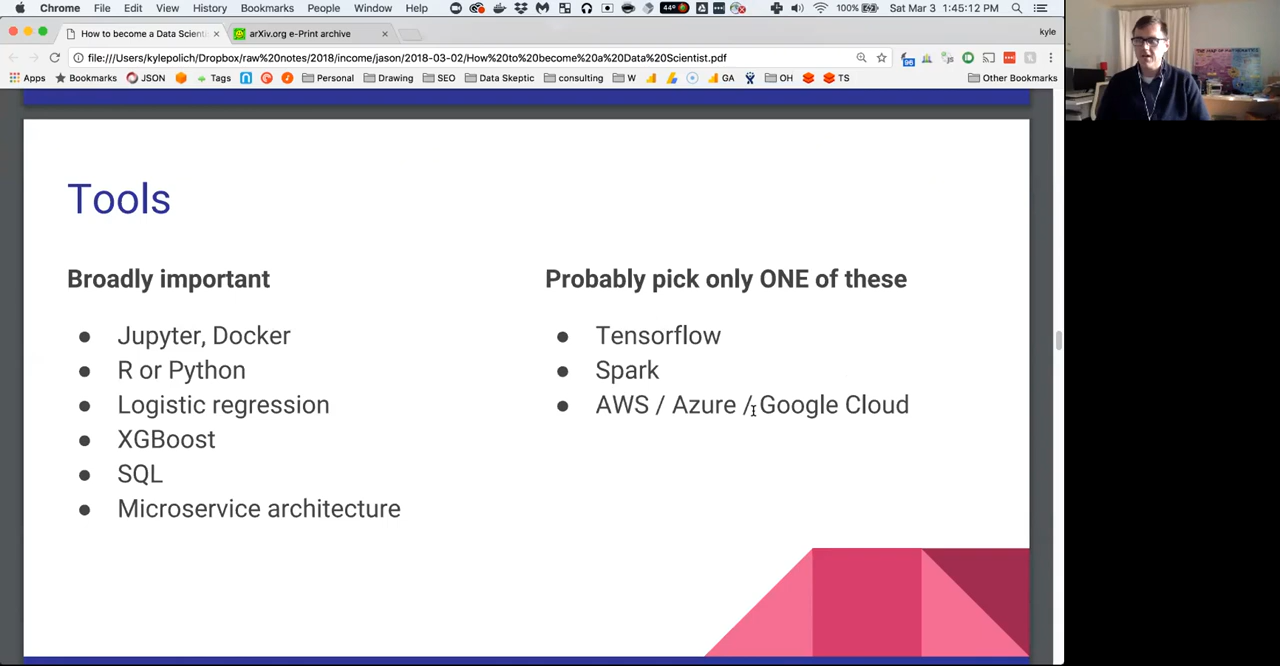 Chrome File Edit View History Bookmarks People Window Help 44° 100% Sat Mar 3 1:45:12 PM
How to become a Data Scienti × arXiv.org e-Print archive × kyle
file:///Users/kylepolich/Dropbox/raw%20notes/2018/income/jason/2018-03-02/How%20to%20become%20a%20Data%20Scientist.pdf
Apps Bookmarks JSON Tags Personal Drawing SEO Data Skeptic consulting W GA OH TS Other Bookmarks
Tools
Broadly important
Jupyter, Docker
R or Python
Logistic regression
XGBoost
SQL
Microservice architecture
Probably pick only ONE of these
Tensorflow
Spark
AWS / Azure / Google Cloud